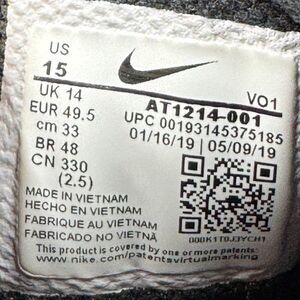 US
15
UK 14
EUR 49.5
cm 33
BR 48
CN 330
(2.5)
VO1
AT1214-001
UPC 00193145375185
01/16/19 | 05/09/19
MADE IN VIETNAM
HECHO EN VIETNAM
FABRIQUE AU VIETNAM
FABRICADO NO VIETNÃ
This product is covered by one or more patents:
www.nike.com/patentsvirtualmarking